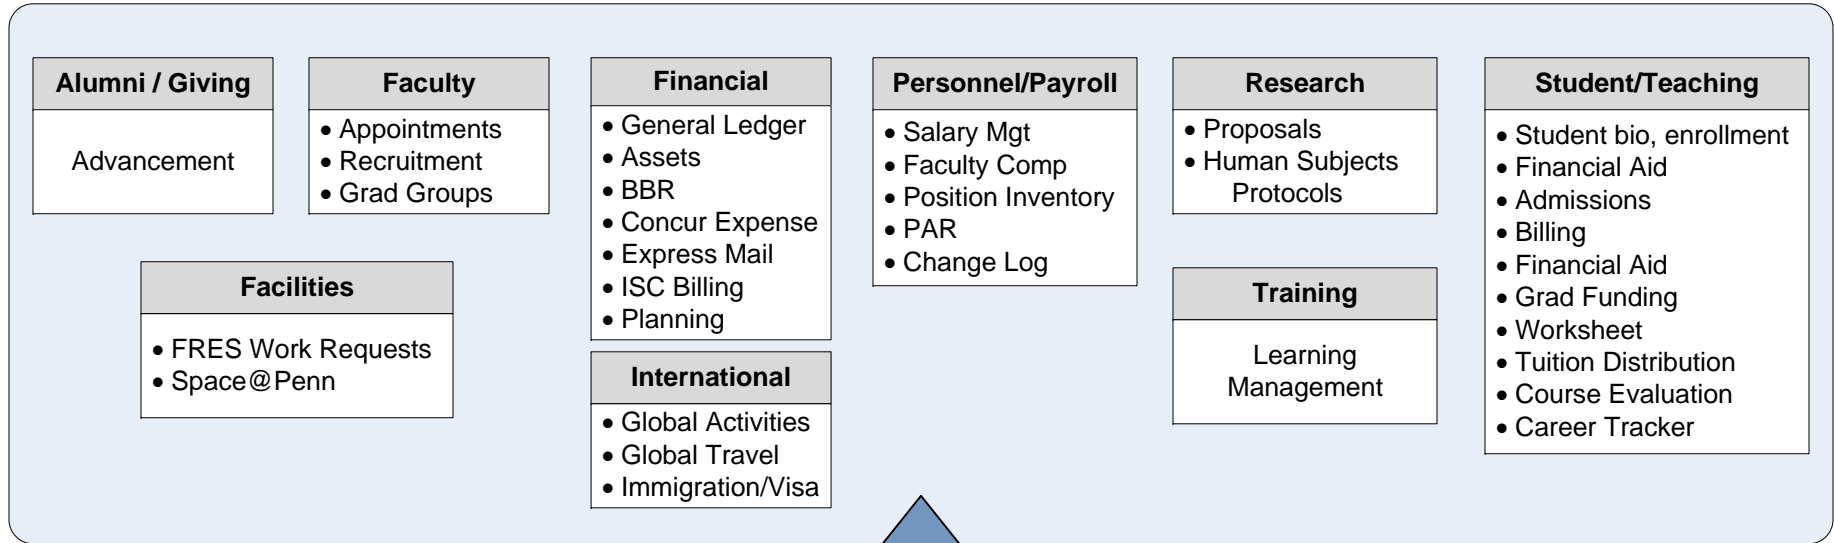 Alumni / Giving
Advancement
Faculty
• Appointments
• Recruitment
• Grad Groups
Facilities
• FRES Work Requests
• Space@Penn
Financial
• General Ledger
• Assets
• BBR
• Concur Expense
• Express Mail
• ISC Billing
• Planning
International
• Global Activities
• Global Travel
• Immigration/Visa
Personnel/Payroll
• Salary Mgt
• Faculty Comp
• Position Inventory
• PAR
• Change Log
Research
• Proposals
• Human Subjects
Protocols
Training
Learning
Management
Student/Teaching
• Student bio, enrollment
• Financial Aid
• Admissions
• Billing
• Financial Aid
• Grad Funding
• Worksheet
• Tuition Distribution
• Course Evaluation
• Career Tracker